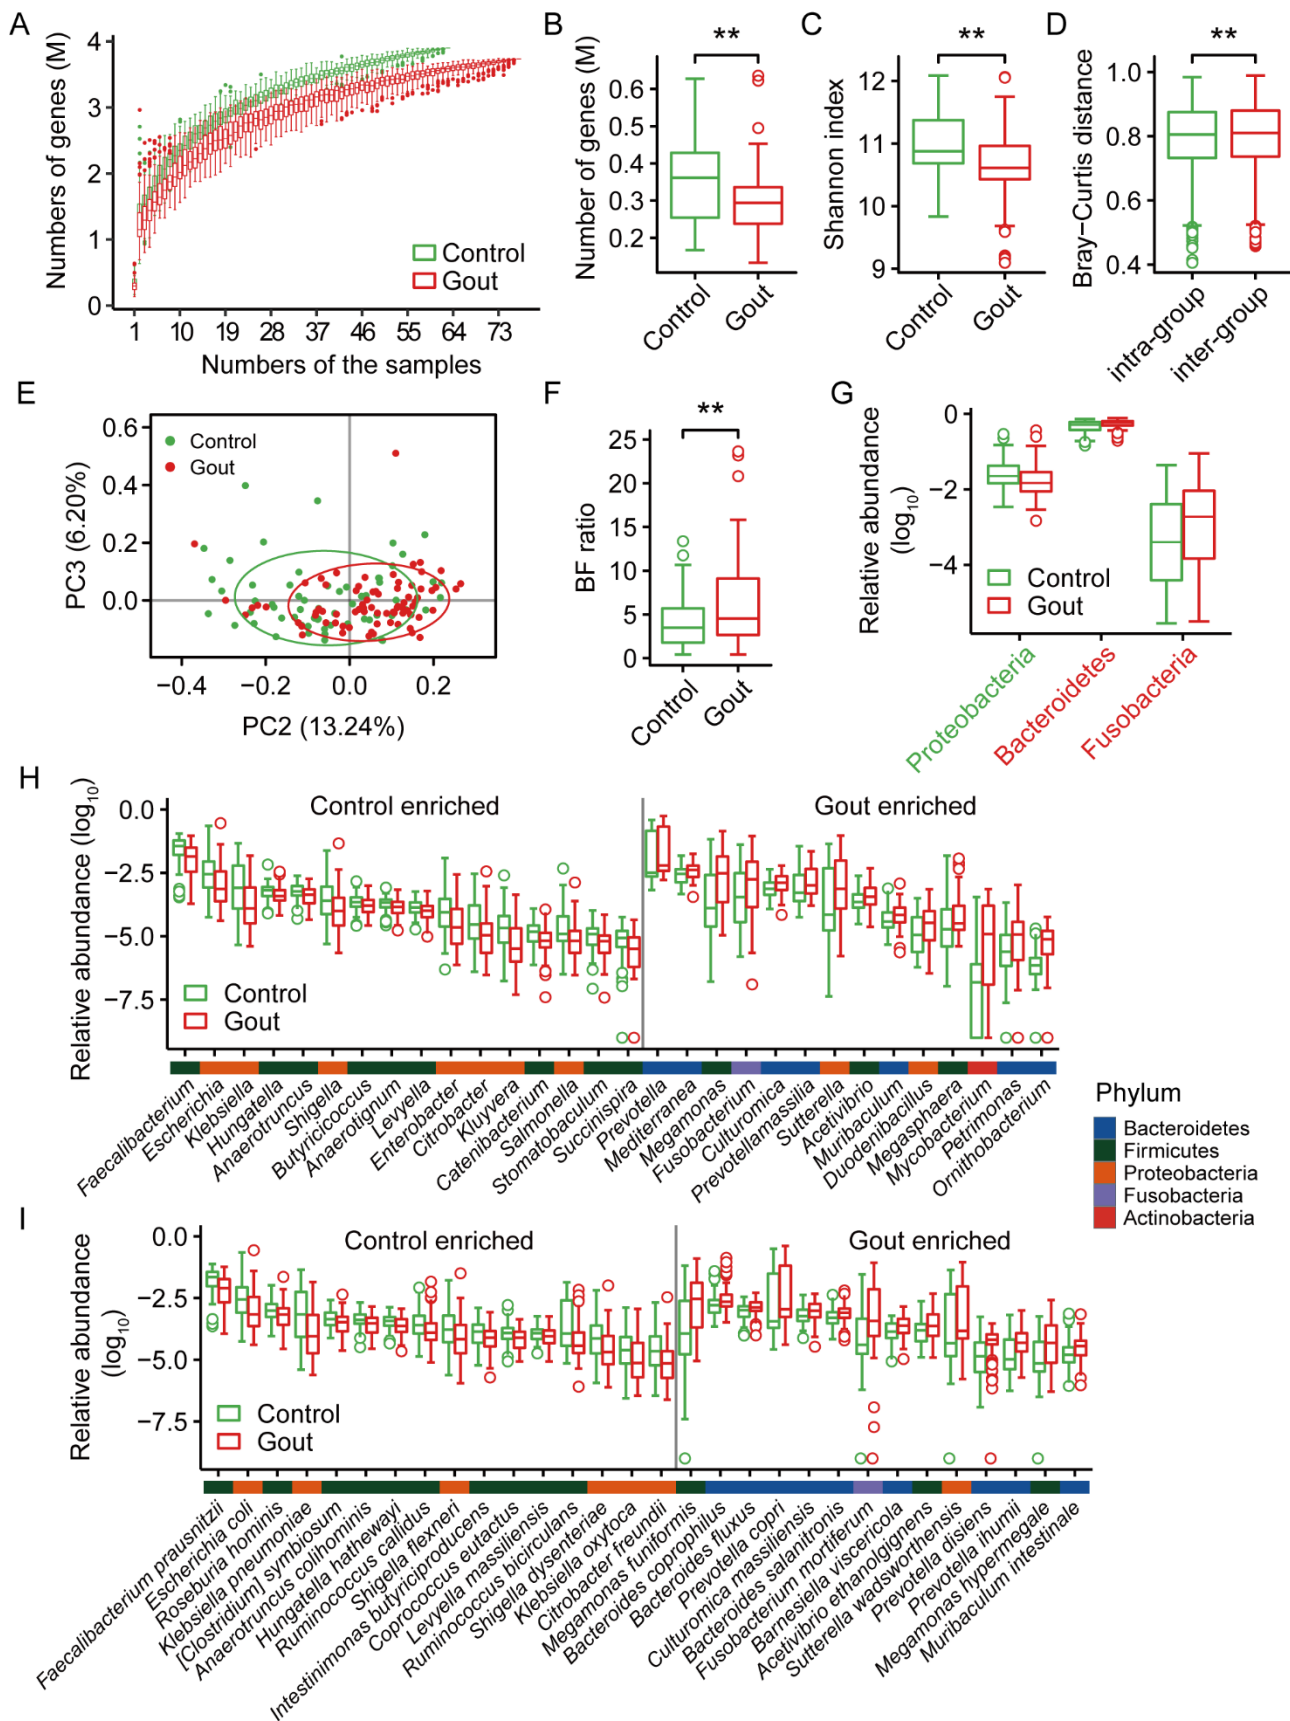 A
Numbers of genes (M)
4
3
2
1
0
Control
Gout
1 10 19 28 37 46 55 64 73
Numbers of the samples
B
**
Number of genes (M)
0.6
0.5
0.4
0.3
0.2
Control
Gout
C
**
Shannon index
12
11
10
9
Control
Gout
D
**
Bray−Curtis distance
1.0
0.8
0.6
0.4
intra-group
inter-group
E
PC3 (6.20%)
0.6
0.4
0.2
0.0
Control
Gout
−0.4 −0.2 0.0 0.2
PC2 (13.24%)
F
**
BF ratio
25
20
15
10
5
0
Control
Gout
G
Relative abundance
(log10)
0
−2
−4
Control
Gout
Proteobacteria
Bacteroidetes
Fusobacteria
H
Relative abundance (log10)
0.0
−2.5
−5.0
−7.5
Control enriched
Gout enriched
Control
Gout
Faecalibacterium
Escherichia
Klebsiella
Hungatella
Anaerotruncus
Shigella
Butyricicoccus
Anaerotignum
Levyella
Enterobacter
Citrobacter
Kluyvera
Catenibacterium
Salmonella
Stomatobaculum
Succinispira
Prevotella
Mediterranea
Megamonas
Fusobacterium
Culturomica
Prevotellamassilia
Sutterella
Acetivibrio
Muribaculum
Duodenibacillus
Megasphaera
Mycobacterium
Petrimonas
Ornithobacterium
Phylum
Bacteroidetes
Firmicutes
Proteobacteria
Fusobacteria
Actinobacteria
I
Relative abundance
(log10)
0.0
−2.5
−5.0
−7.5
Control enriched
Gout enriched
Control
Gout
Faecalibacterium prausnitzii
Escherichia coli
Roseburia hominis
Klebsiella pneumoniae
[Clostridium] symbiosum
Anaerotruncus colihominis
Hungatella hathewayi
Ruminococcus callidus
Shigella flexneri
Intestinimonas butyriciproducens
Coprococcus eutactus
Levyella massiliensis
Ruminococcus bicirculans
Shigella dysenteriae
Klebsiella oxytoca
Citrobacter freundii
Megamonas funiformis
Bacteroides coprophilus
Bacteroides fluxus
Prevotella copri
Culturomica massiliensis
Bacteroides salanitronis
Fusobacterium mortiferum
Barnesiella viscericola
Acetivibrio ethanolgignens
Sutterella wadsworthensis
Prevotella disiens
Prevotella ihumii
Megamonas hypermegale
Muribaculum intestinale